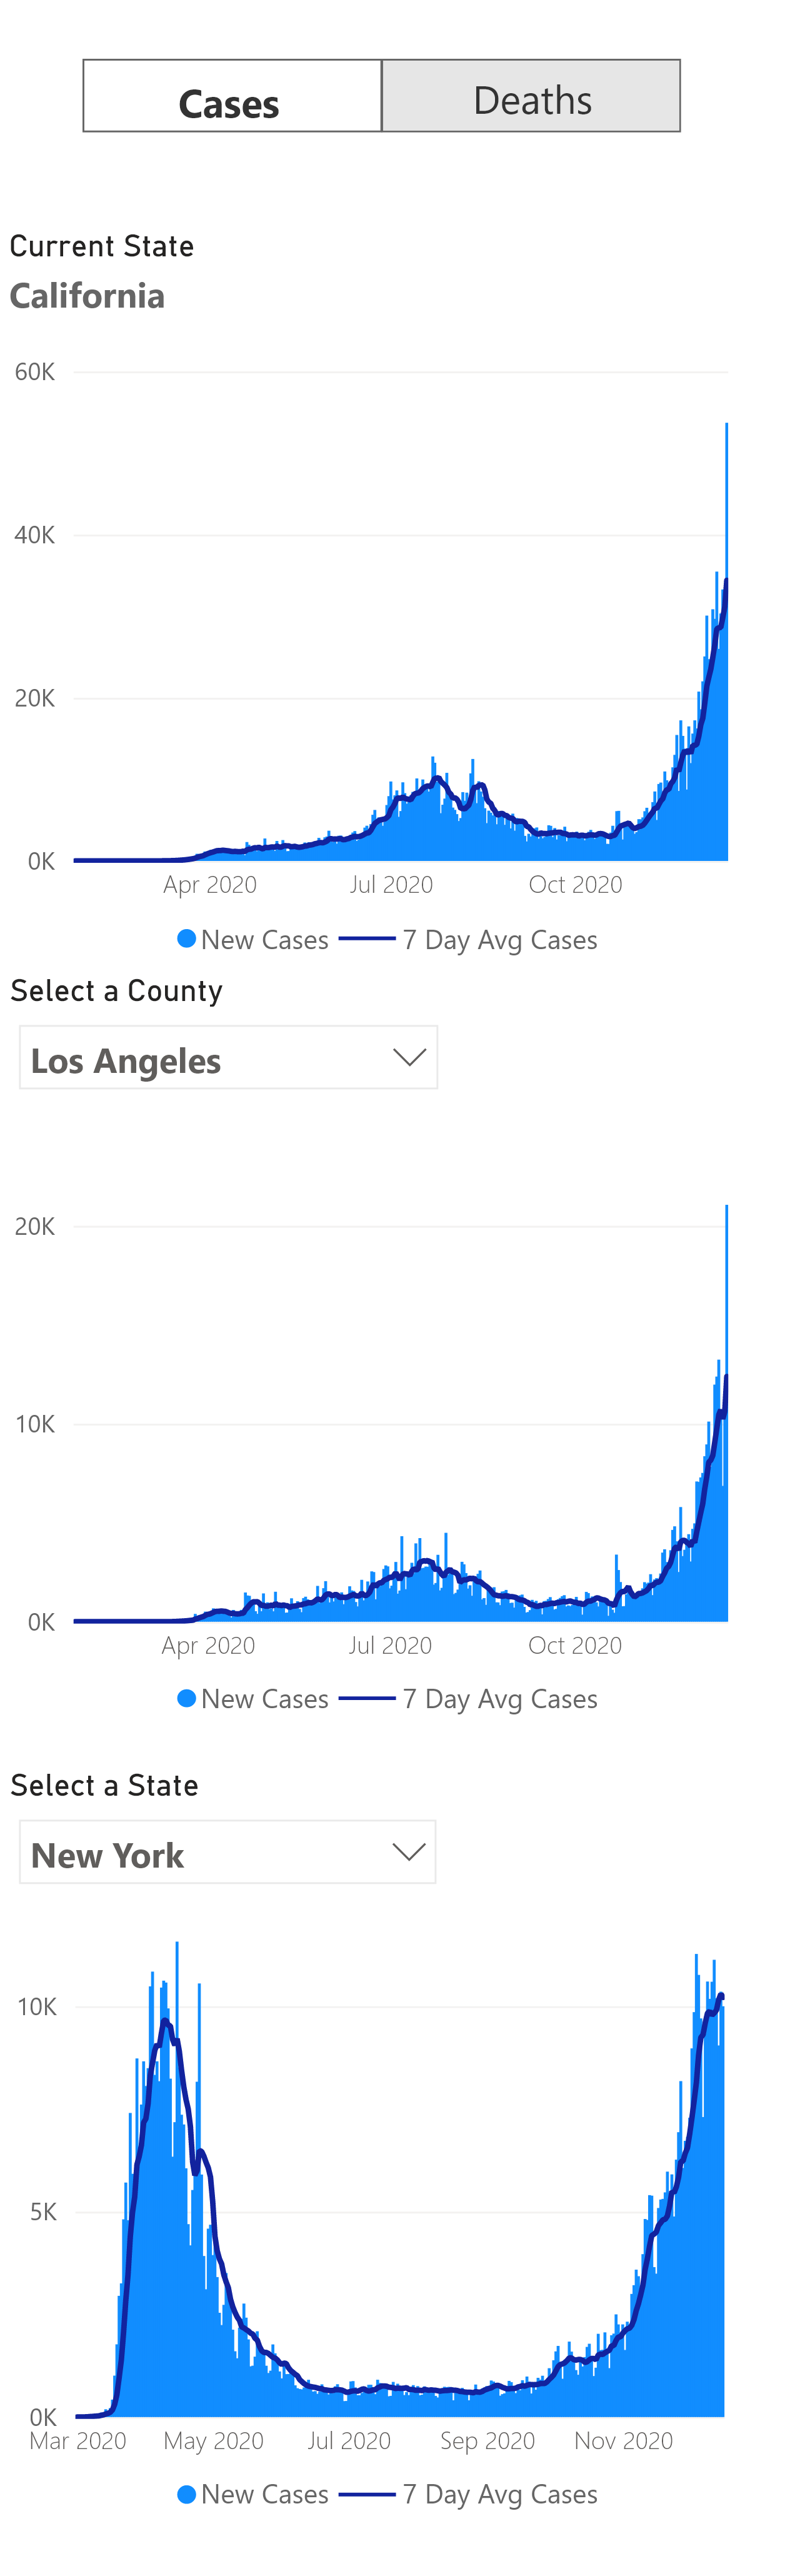 Cases Deaths
Current State
California
60K
40K
20K
0K
Apr 2020 Jul 2020 Oct 2020
New Cases 7 Day Avg Cases
Select a County
Los Angeles
20K
10K
0K
Apr 2020 Jul 2020 Oct 2020
New Cases 7 Day Avg Cases
Select a State
New York
10K
5K
0K
Mar 2020 May 2020 Jul 2020 Sep 2020 Nov 2020
New Cases 7 Day Avg Cases